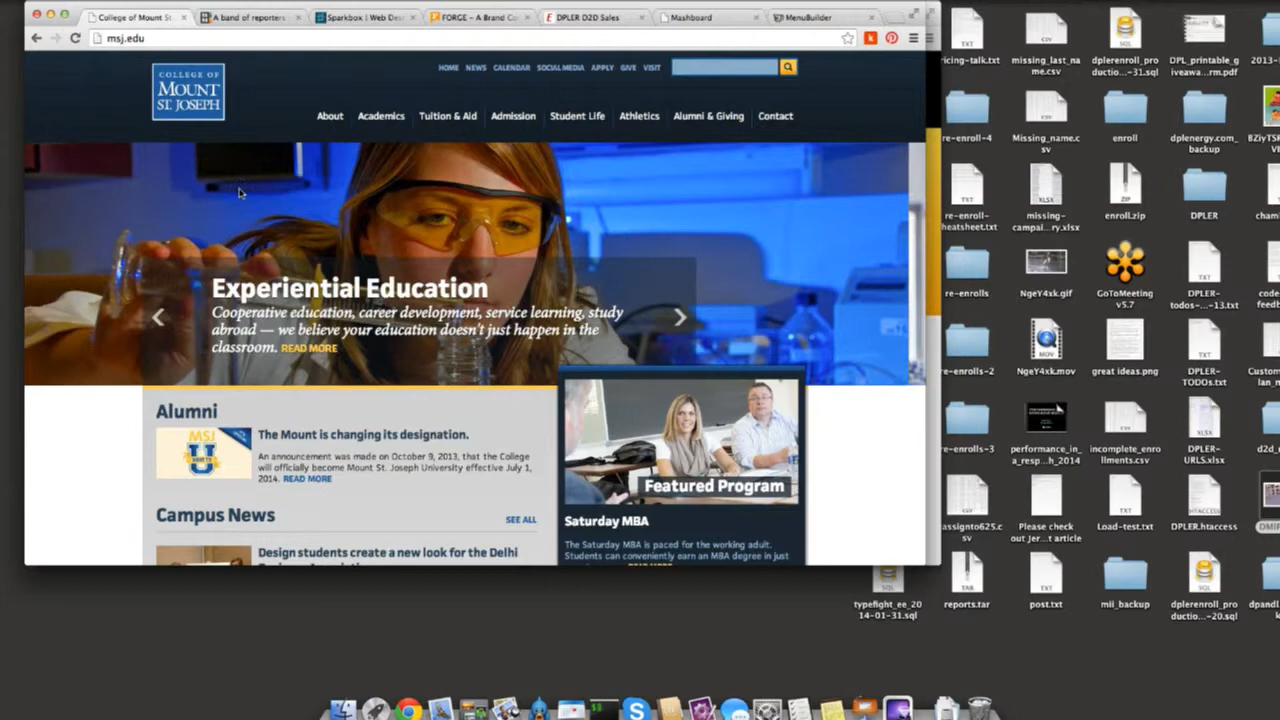 College of Mount St.
A band of reporters
Sparkbox | Web Des
FORGE – A Brand Co
DPLER D2D Sales
Mashboard
MenuBuilder
msj.edu
HOME NEWS CALENDAR SOCIAL MEDIA APPLY GIVE VISIT
COLLEGE OF
MOUNT
ST. JOSEPH
About Academics Tuition & Aid Admission Student Life Athletics Alumni & Giving Contact
Experiential Education
Cooperative education, career development, service learning, study
abroad — we believe your education doesn't just happen in the
classroom. READ MORE
Alumni
MSJ
U
The Mount is changing its designation.
An announcement was made on October 9, 2013, that the College
will officially become Mount St. Joseph University effective July 1,
2014. READ MORE
Campus News
SEE ALL
Design students create a new look for the Delhi
Featured Program
Saturday MBA
The Saturday MBA is paced for the working adult.
Students can conveniently earn an MBA degree in just
ricing-talk.txt
missing_last_na
me.csv
dplerenroll_pro
ductio...-31.sql
DPL_printable_g
iveawa...rm.pdf
2013-
re-enroll-4
Missing_name.c
sv
enroll
dplenergy.com_
backup
BZiyTSR
re-enroll-
heatsheet.txt
missing-
campai...ry.xlsx
enroll.zip
DPLER
cham
re-enrolls
NgeY4xk.gif
GoToMeeting
v5.7
DPLER-
todos-...-13.txt
code
feedb
re-enrolls-2
NgeY4xk.mov
great ideas.png
DPLER-
TODOs.txt
Custom
re-enrolls-3
performance_in_
a_resp...h_2014
incomplete_enro
llments.csv
DPLER-
URLS.xlsx
d2d_
assignto625.c
sv
Please check
out Jer...t article
Load-test.txt
DPLER.htaccess
typefight_ee_20
14-01-31.sql
reports.tar
post.txt
mii_backup
dplerenroll_pro
ductio...-20.sql
dpand